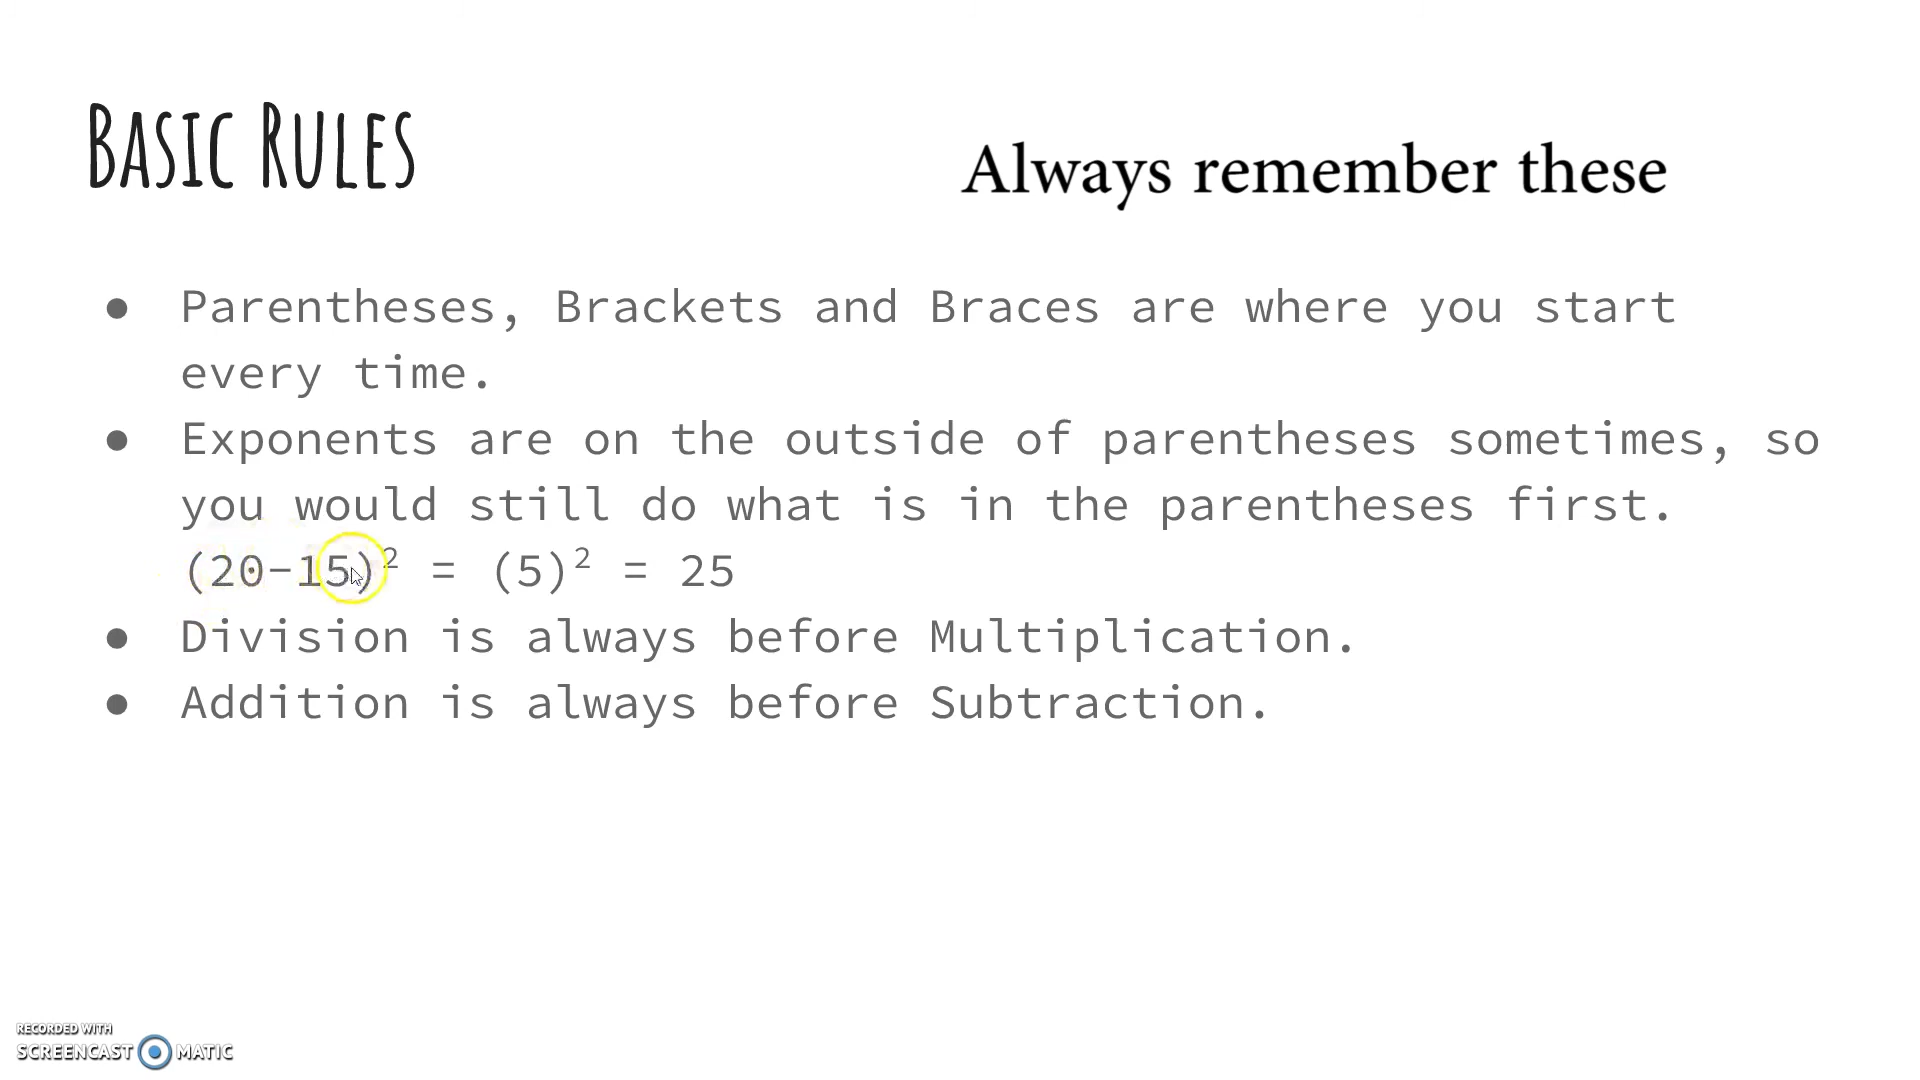 BASIC RULES
Always remember these
● Parentheses, Brackets and Braces are where you start
every time.
● Exponents are on the outside of parentheses sometimes, so
you would still do what is in the parentheses first.
(20-15)² = (5)² = 25
● Division is always before Multiplication.
● Addition is always before Subtraction.
RECORDED WITH
SCREENCAST MATIC